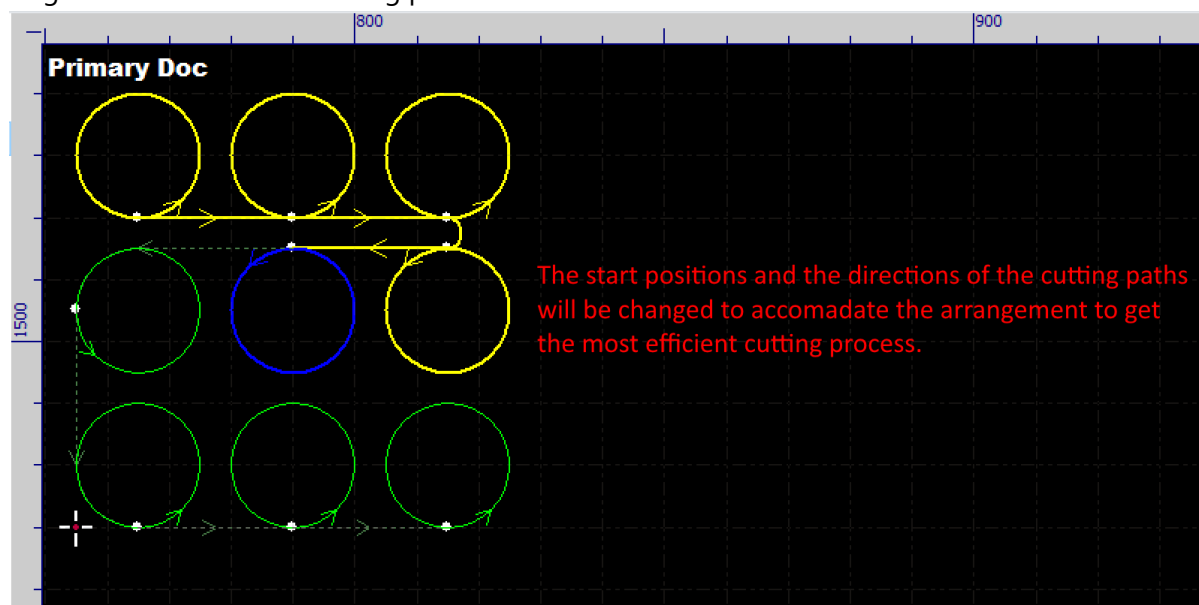 800
900
Primary Doc
1500
The start positions and the directions of the cutting paths
will be changed to accomadate the arrangement to get
the most efficient cutting process.